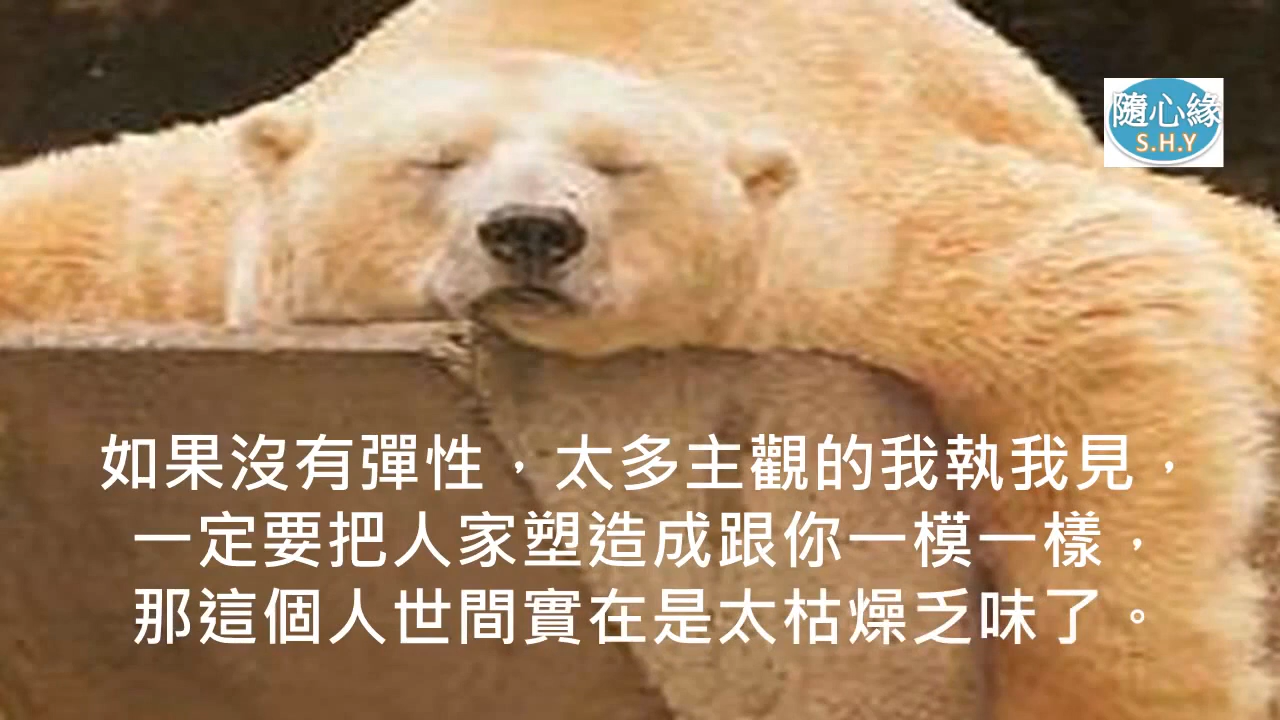 隨心緣
S.H.Y
如果沒有彈性，太多主觀的我執我見，
一定要把人家塑造成跟你一模一樣，
那這個人世間實在是太枯燥乏味了。